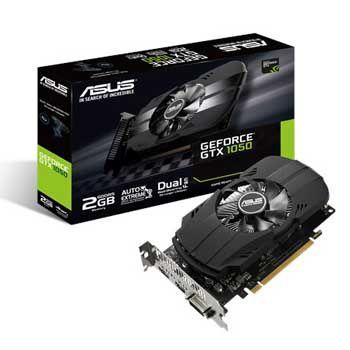 ASUS
IN SEARCH OF INCREDIBLE
GEFORCE
GTX 1050
GEFORCE
GTX 1050
2GB
AUTO
EXTREME
Dual
ASUS